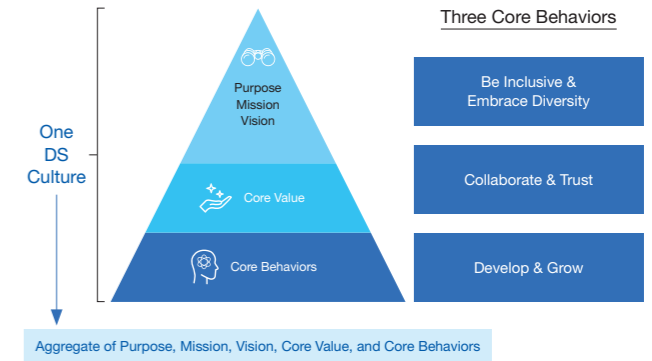 Three Core Behaviors
Purpose
Mission
Vision
Be Inclusive &
Embrace Diversity
One
DS
Culture
Core Value
Collaborate & Trust
Core Behaviors
Develop & Grow
Aggregate of Purpose, Mission, Vision, Core Value, and Core Behaviors